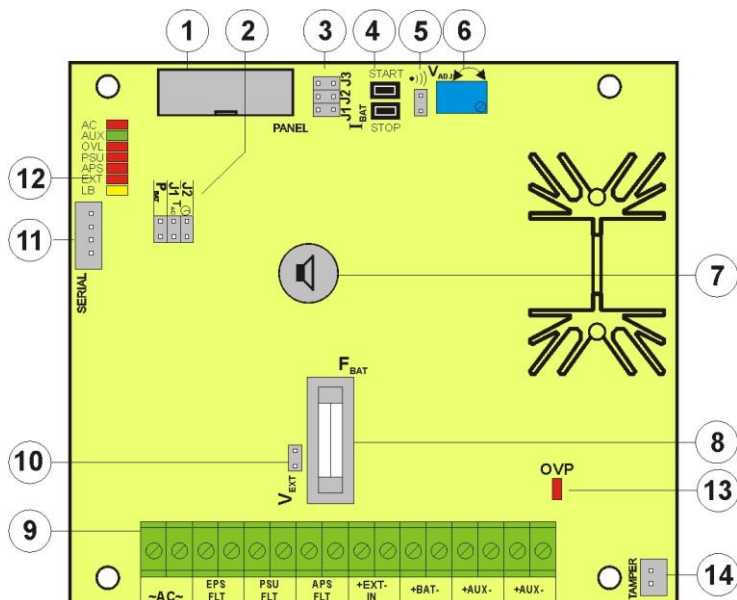 1
2
3
4
5
6
START
STOP
J1 J2 J3
IBAT
VADJ
PANEL
AC
AUX
OVL
PSU
APS
EXT
LB
12
PBAT
J1 TAC
J2
11
SERIAL
7
FBAT
8
10
VEXT
OVP
13
9
~AC~
EPS FLT
PSU FLT
APS FLT
+EXT- IN
+BAT-
+AUX-
+AUX-
TAMPER
14